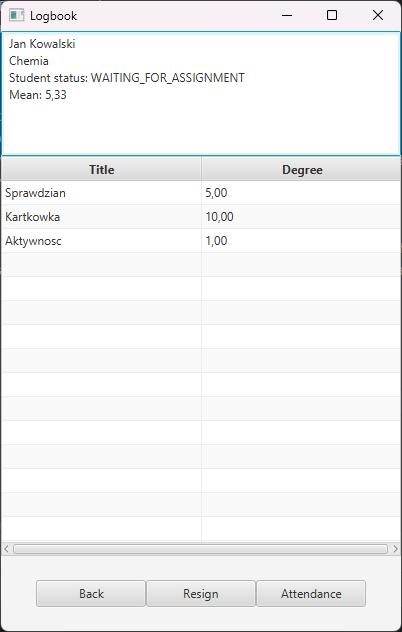 Logbook
Jan Kowalski
Chemia
Student status: WAITING_FOR_ASSIGNMENT
Mean: 5,33
Title Degree
Sprawdzian 5,00
Kartkowka 10,00
Aktywnosc 1,00
Back Resign Attendance